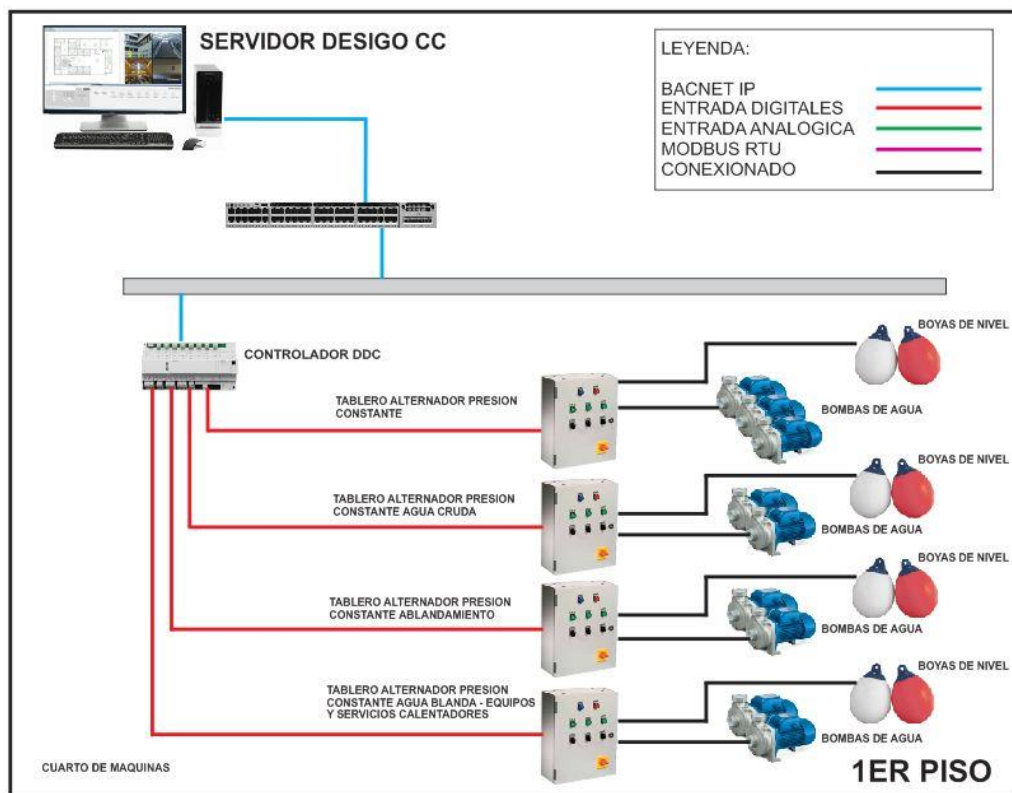 SERVIDOR DESIGO CC
LEYENDA:
BACNET IP
ENTRADA DIGITALES
ENTRADA ANALOGICA
MODBUS RTU
CONEXIONADO
CONTROLADOR DDC
BOYAS DE NIVEL
TABLERO ALTERNADOR PRESION
CONSTANTE
BOMBAS DE AGUA
BOYAS DE NIVEL
TABLERO ALTERNADOR PRESION
CONSTANTE AGUA CRUDA
BOMBAS DE AGUA
BOYAS DE NIVEL
TABLERO ALTERNADOR PRESION
CONSTANTE ABLANDAMIENTO
BOMBAS DE AGUA
BOYAS DE NIVEL
TABLERO ALTERNADOR PRESION
CONSTANTE AGUA BLANDA - EQUIPOS
Y SERVICIOS CALENTADORES
BOMBAS DE AGUA
CUARTO DE MAQUINAS
1ER PISO